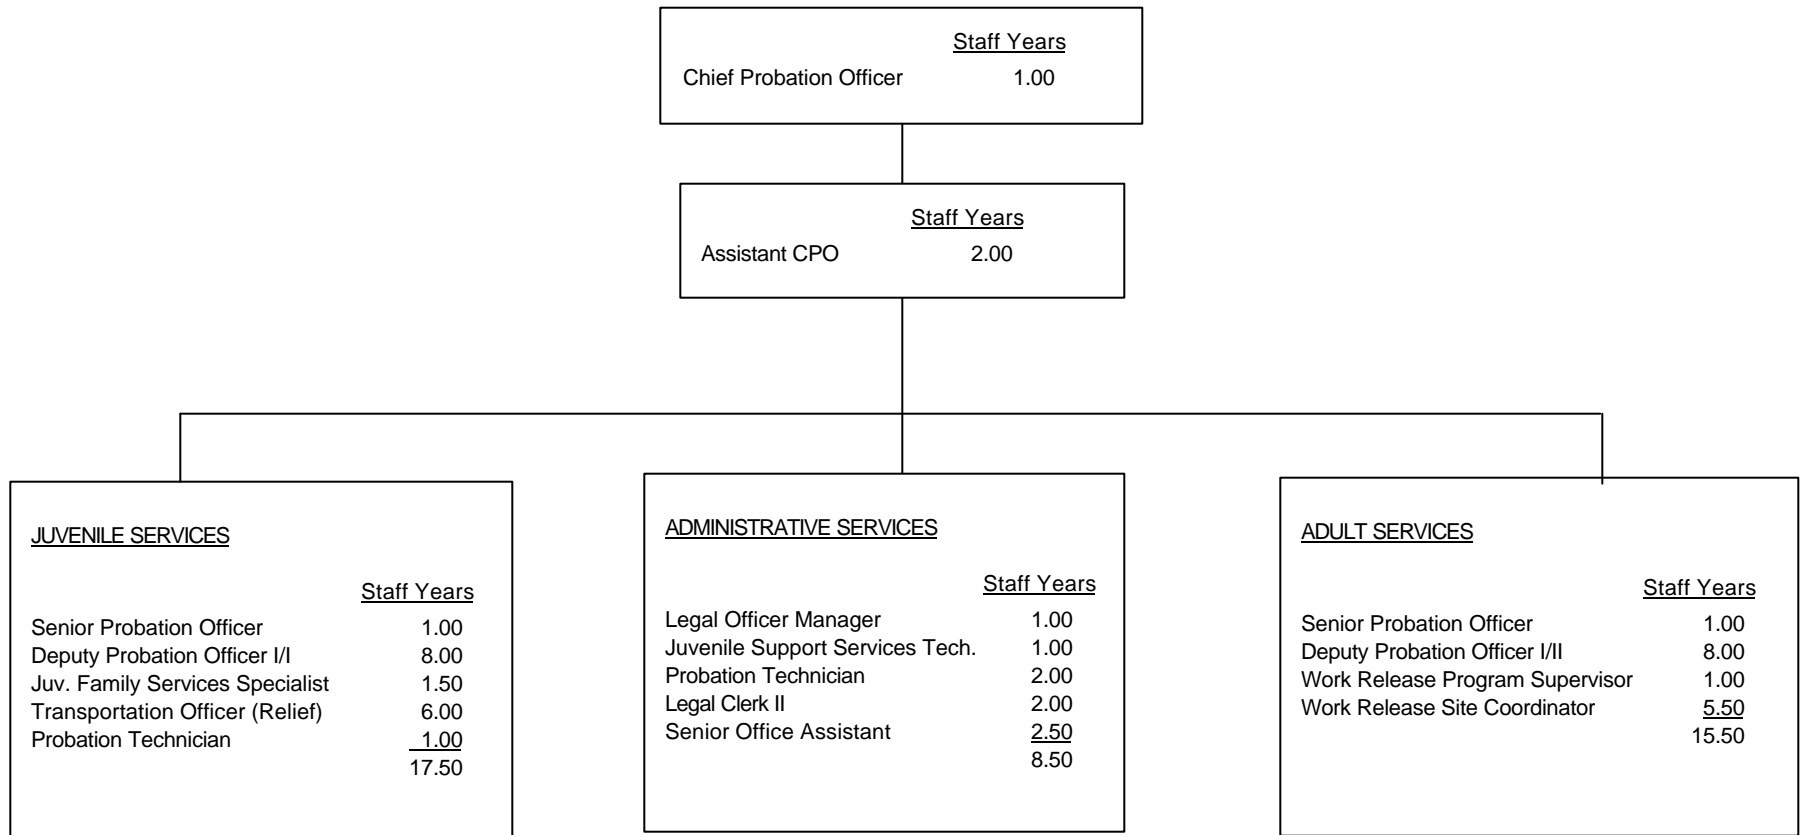 Staff Years
Chief Probation Officer 1.00
Staff Years
Assistant CPO 2.00
JUVENILE SERVICES
Staff Years
Senior Probation Officer 1.00
Deputy Probation Officer I/I 8.00
Juv. Family Services Specialist 1.50
Transportation Officer (Relief) 6.00
Probation Technician 1.00
17.50
ADMINISTRATIVE SERVICES
Staff Years
Legal Officer Manager 1.00
Juvenile Support Services Tech. 1.00
Probation Technician 2.00
Legal Clerk II 2.00
Senior Office Assistant 2.50
8.50
ADULT SERVICES
Staff Years
Senior Probation Officer 1.00
Deputy Probation Officer I/II 8.00
Work Release Program Supervisor 1.00
Work Release Site Coordinator 5.50
15.50